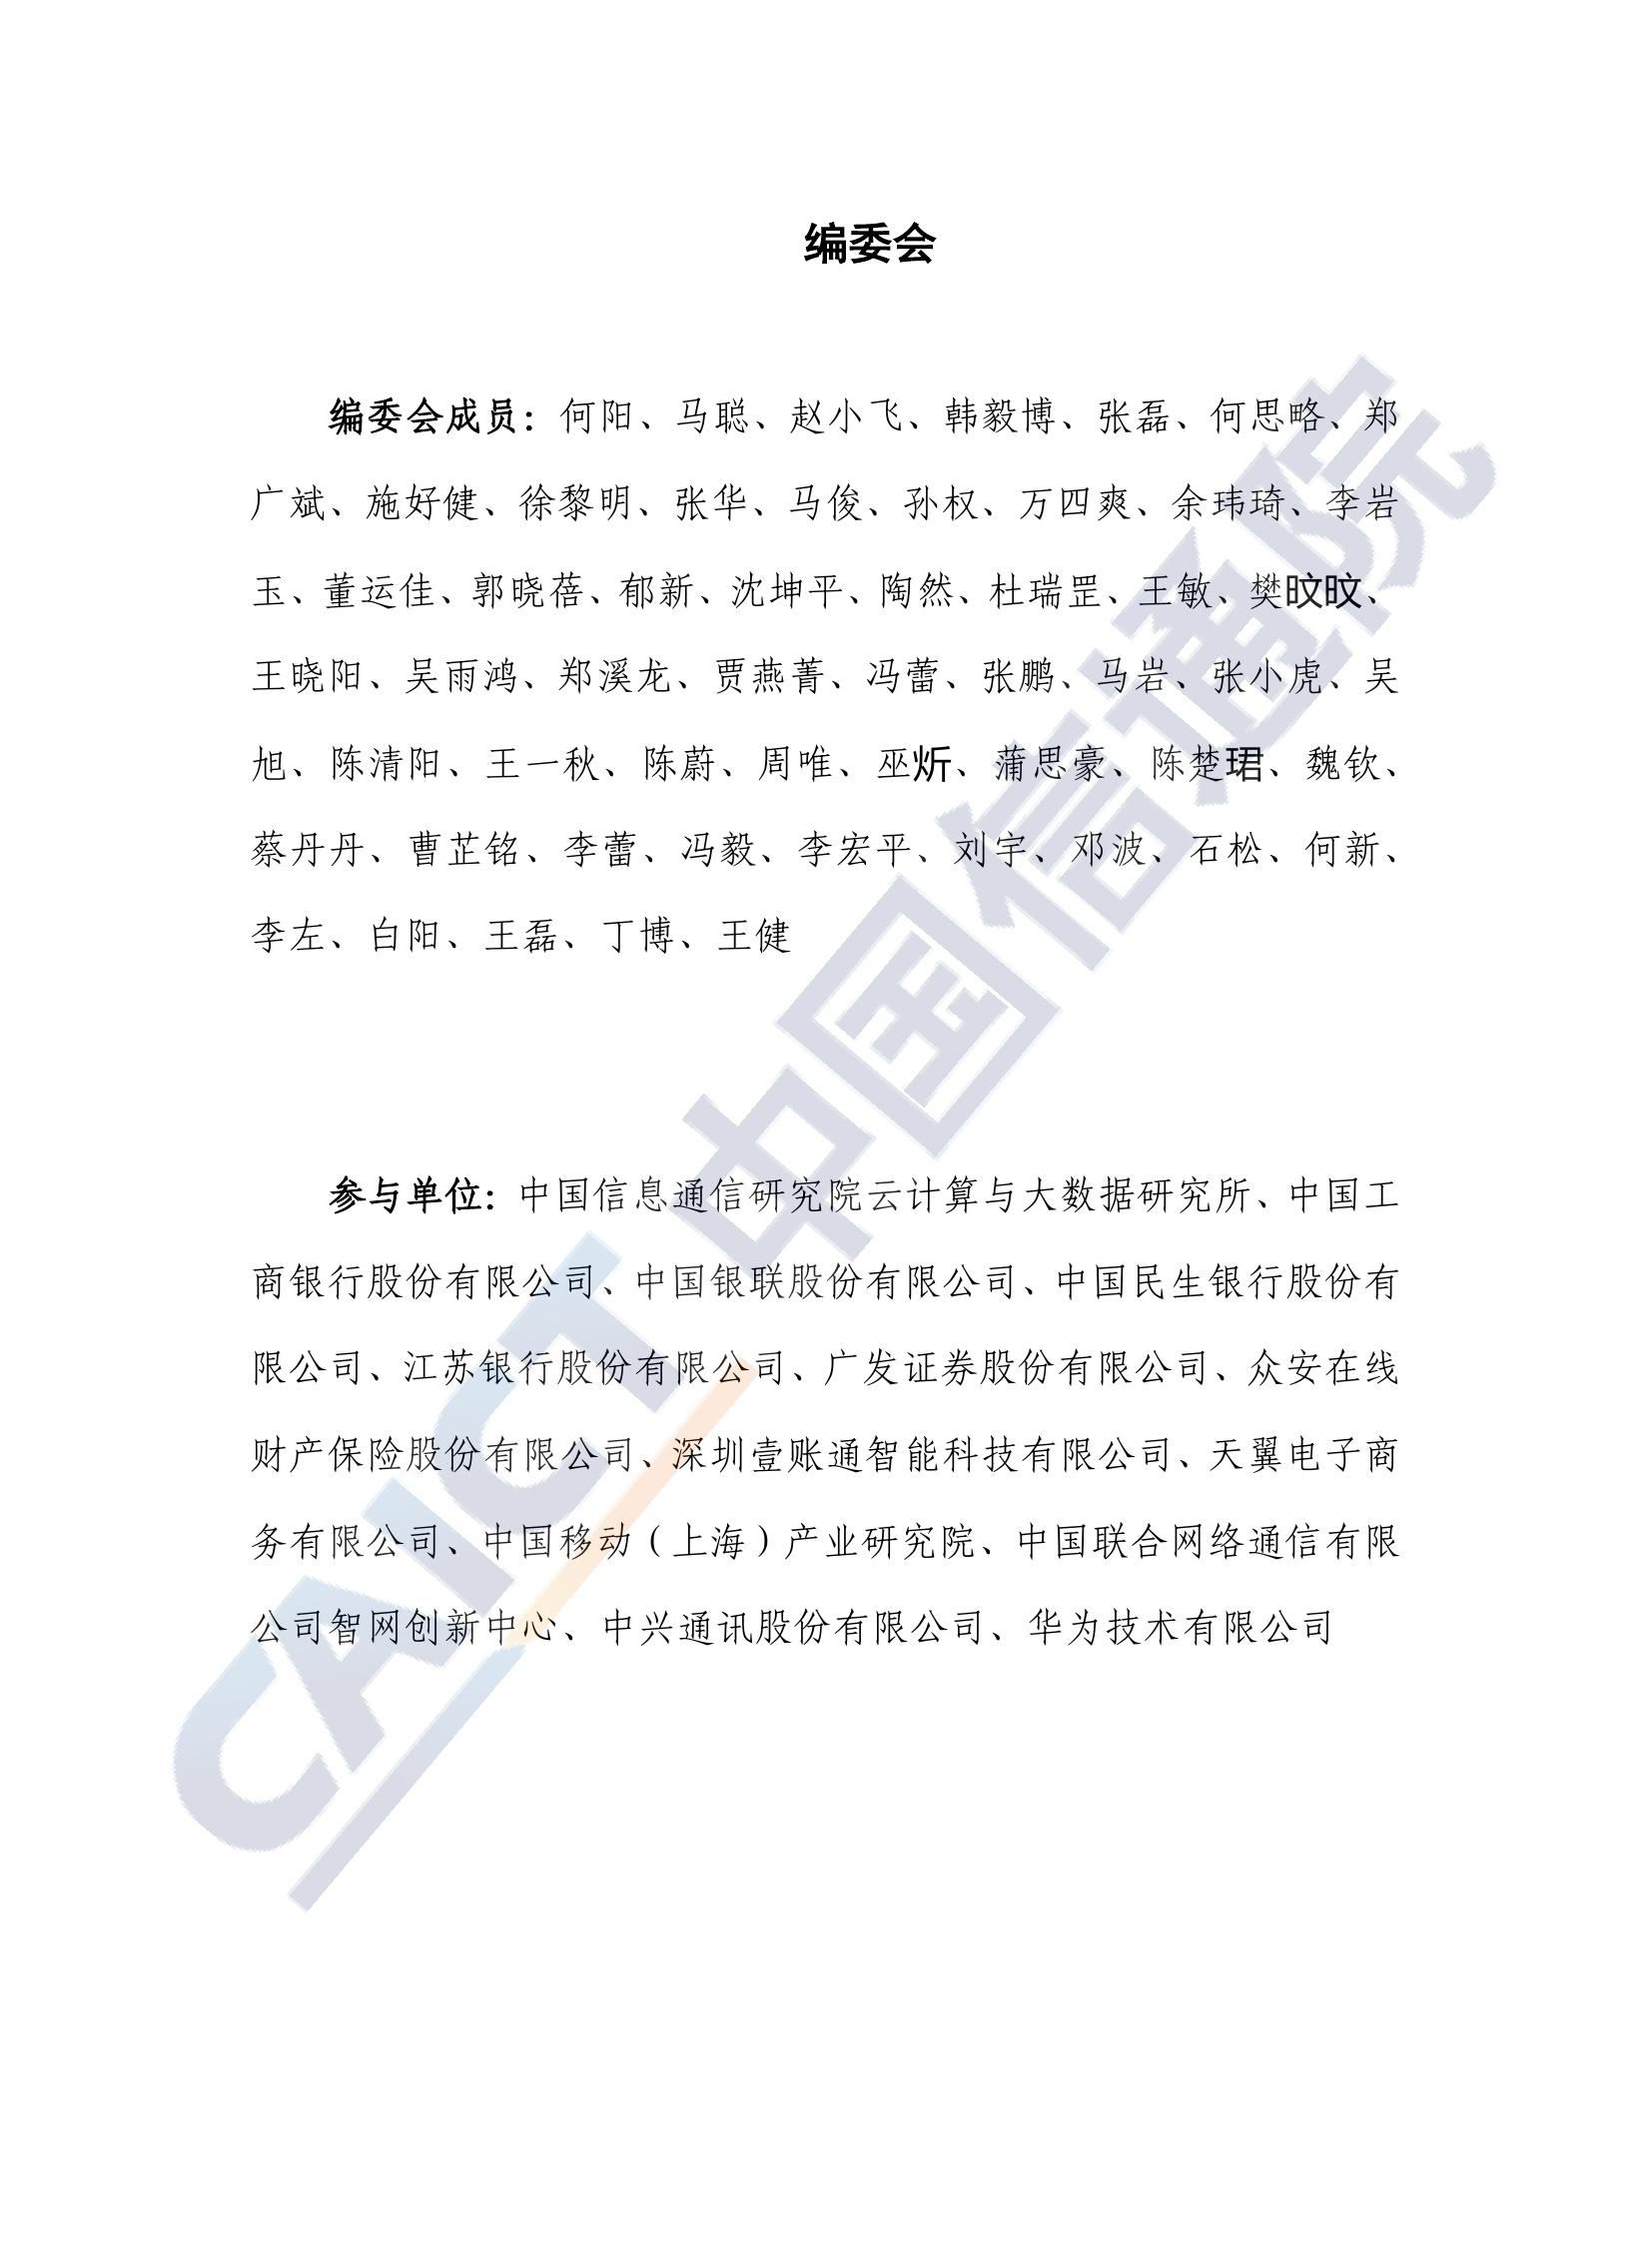 编委会
编委会成员：何阳、马聪、赵小飞、韩毅博、张磊、何思略、郑
广斌、施好健、徐黎明、张华、马俊、孙权、万四爽、余玮琦、李岩
玉、董运佳、郭晓蓓、郁新、沈坤平、陶然、杜瑞罡、王敏、樊旼旼、
王晓阳、吴雨鸿、郑溪龙、贾燕菁、冯蕾、张鹏、马岩、张小虎、吴
旭、陈清阳、王一秋、陈蔚、周唯、巫炘、蒲思豪、陈楚珺、魏钦、
蔡丹丹、曹芷铭、李蕾、冯毅、李宏平、刘宇、邓波、石松、何新、
李左、白阳、王磊、丁博、王健
参与单位：中国信息通信研究院云计算与大数据研究所、中国工
商银行股份有限公司、中国银联股份有限公司、中国民生银行股份有
限公司、江苏银行股份有限公司、广发证券股份有限公司、众安在线
财产保险股份有限公司、深圳壹账通智能科技有限公司、天翼电子商
务有限公司、中国移动（上海）产业研究院、中国联合网络通信有限
公司智网创新中心、中兴通讯股份有限公司、华为技术有限公司
CAICT 中国信通院